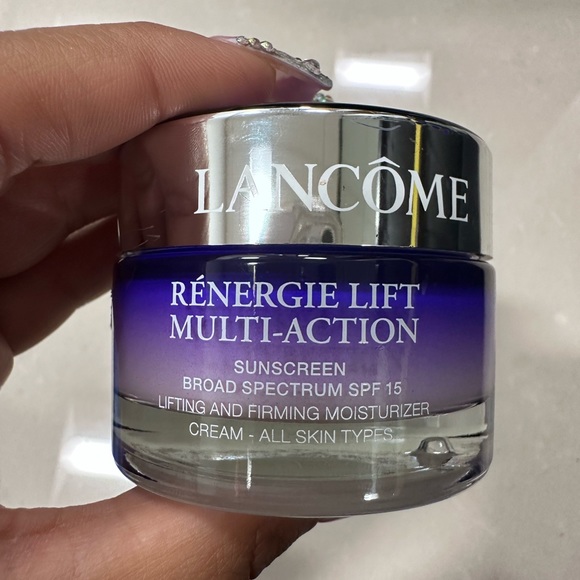 LANCÔME
RÉNERGIE LIFT
MULTI-ACTION
SUNSCREEN
BROAD SPECTRUM SPF 15
LIFTING AND FIRMING MOISTURIZER
CREAM - ALL SKIN TYPES